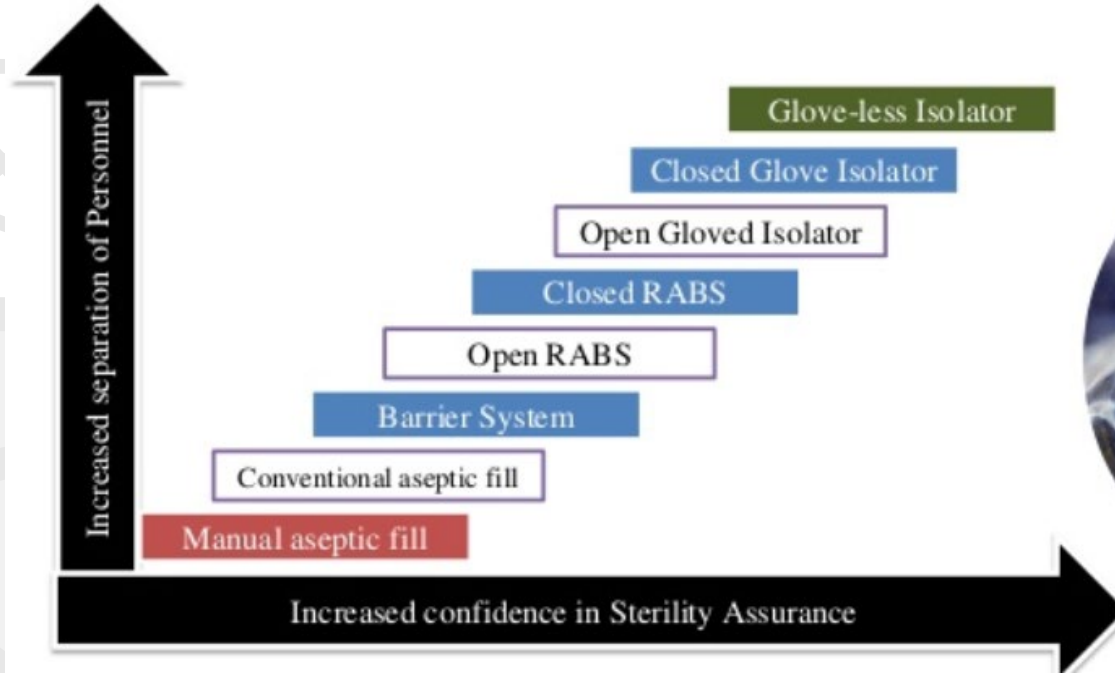 Increased separation of Personnel
Glove-less Isolator
Closed Glove Isolator
Open Gloved Isolator
Closed RABS
Open RABS
Barrier System
Conventional aseptic fill
Manual aseptic fill
Increased confidence in Sterility Assurance